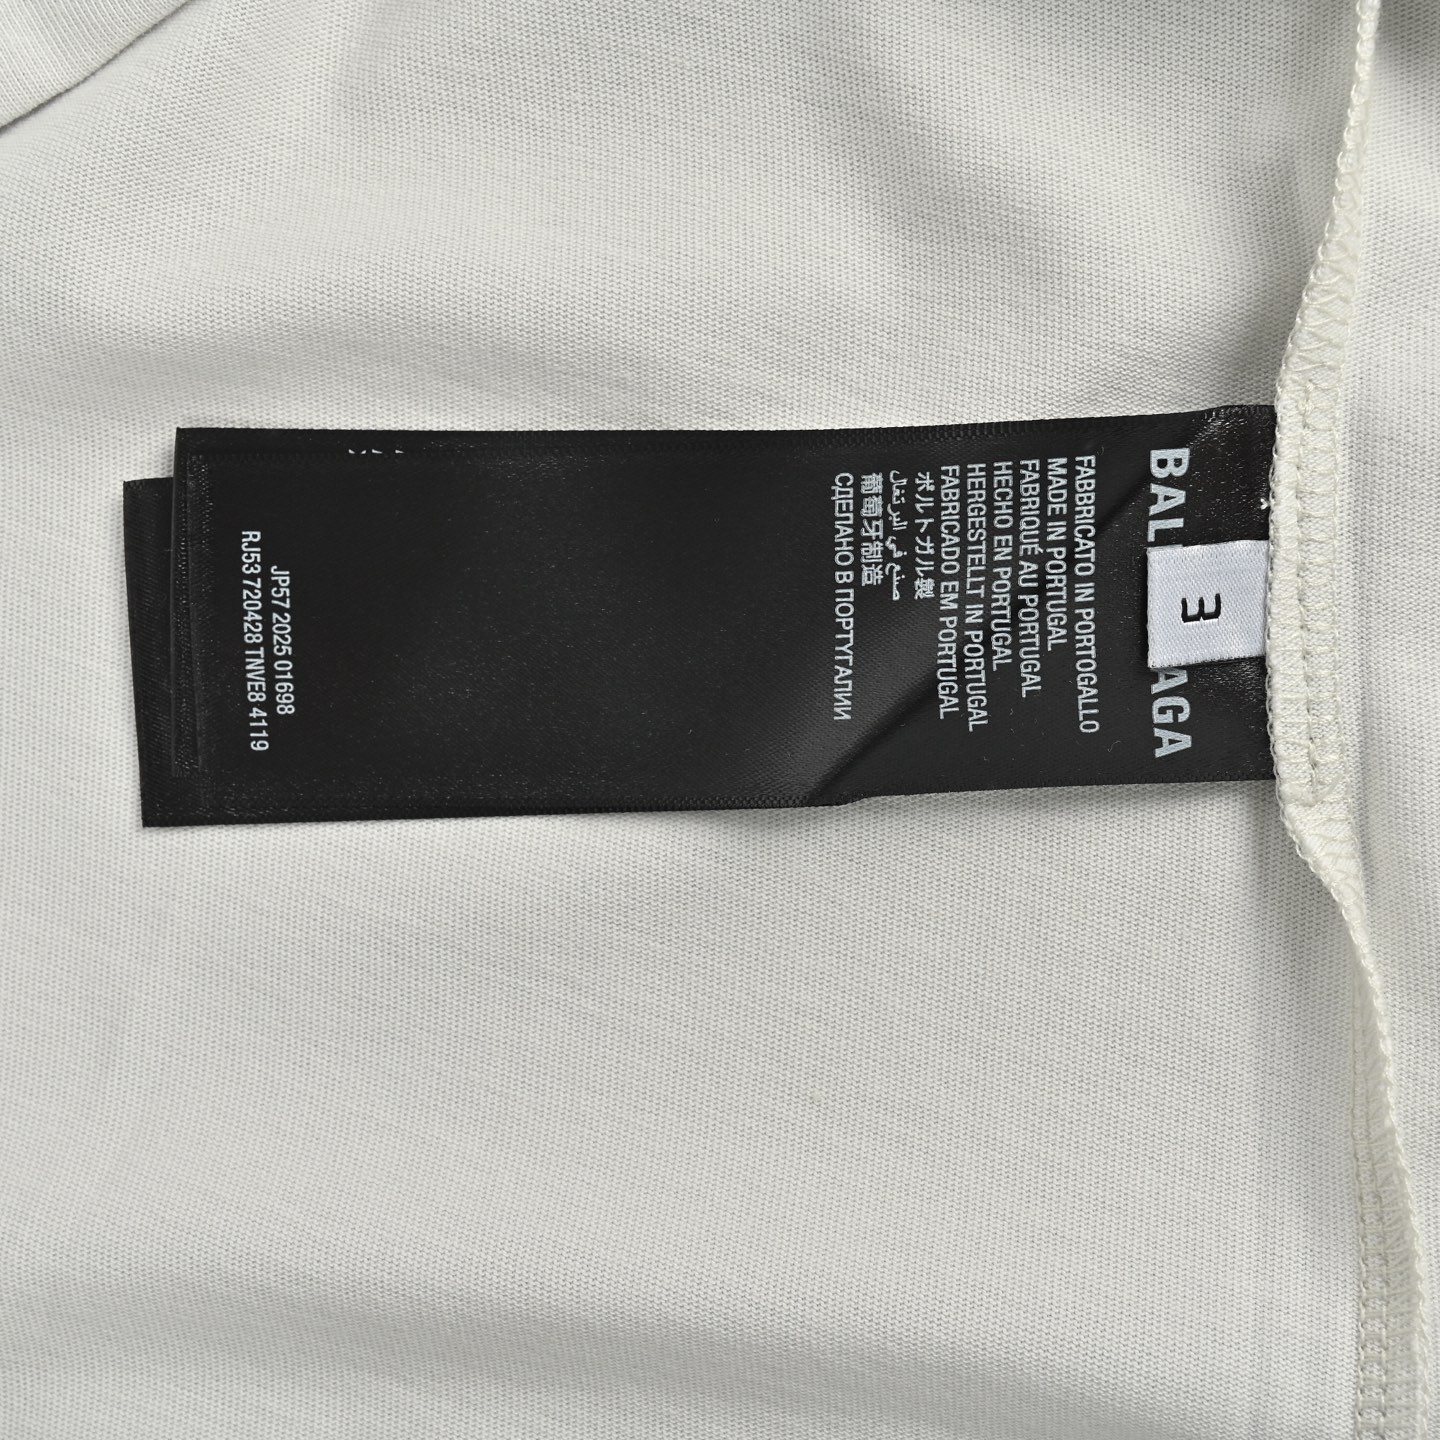 BAL
AGA
3
FABBRICATO IN PORTOGALLO
MADE IN PORTUGAL
FABRIQUÉ AU PORTUGAL
HECHO EN PORTUGAL
HERGESTELLT IN PORTUGAL
FABRICADO EM PORTUGAL
ポルトガル製
صنع في البرتغال
葡萄牙制造
СДЕЛАНО В ПОРТУГАЛИИ
JP57 2025 01698
RJ53 720428 TNVE8 4119